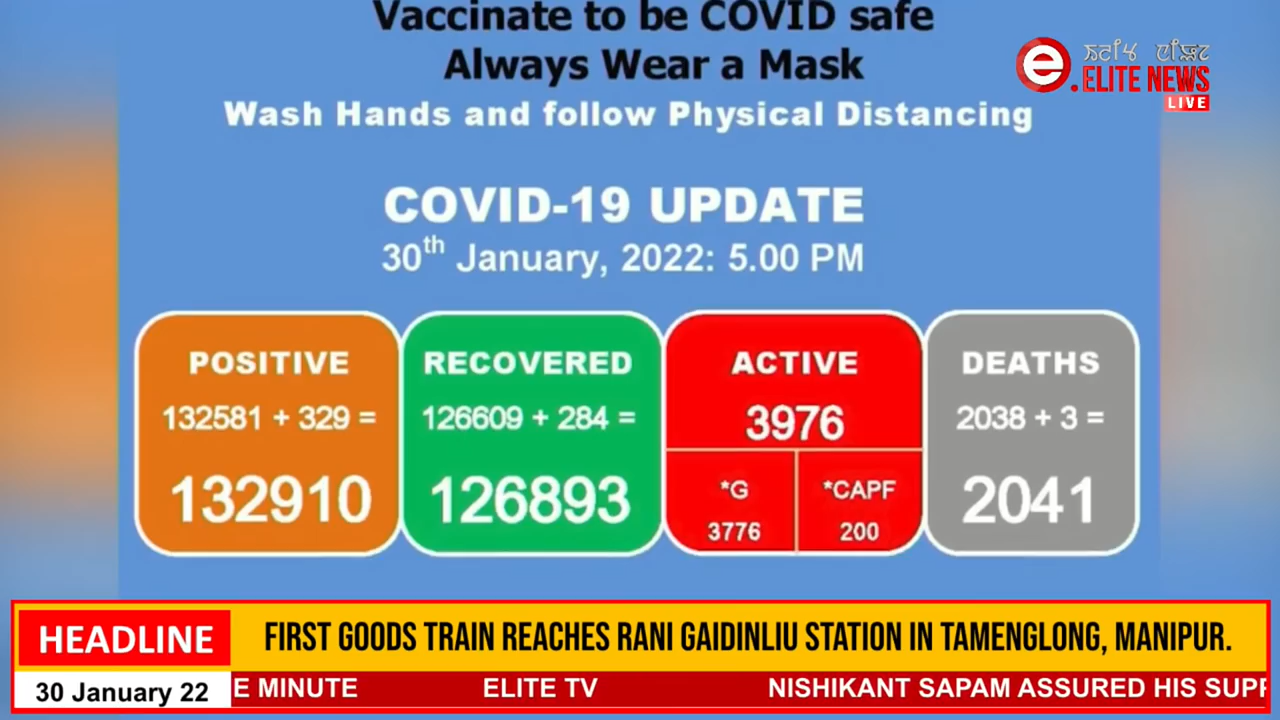 Vaccinate to be COVID safe
Always Wear a Mask
Wash Hands and follow Physical Distancing
e. ELITE NEWS
LIVE
COVID-19 UPDATE
30th January, 2022: 5.00 PM
POSITIVE
132581 + 329 =
132910
RECOVERED
126609 + 284 =
126893
ACTIVE
3976
*G
3776
*CAPF
200
DEATHS
2038 + 3 =
2041
HEADLINE
FIRST GOODS TRAIN REACHES RANI GAIDINLIU STATION IN TAMENGLONG, MANIPUR.
30 January 22
E MINUTE ELITE TV NISHIKANT SAPAM ASSURED HIS SUPP